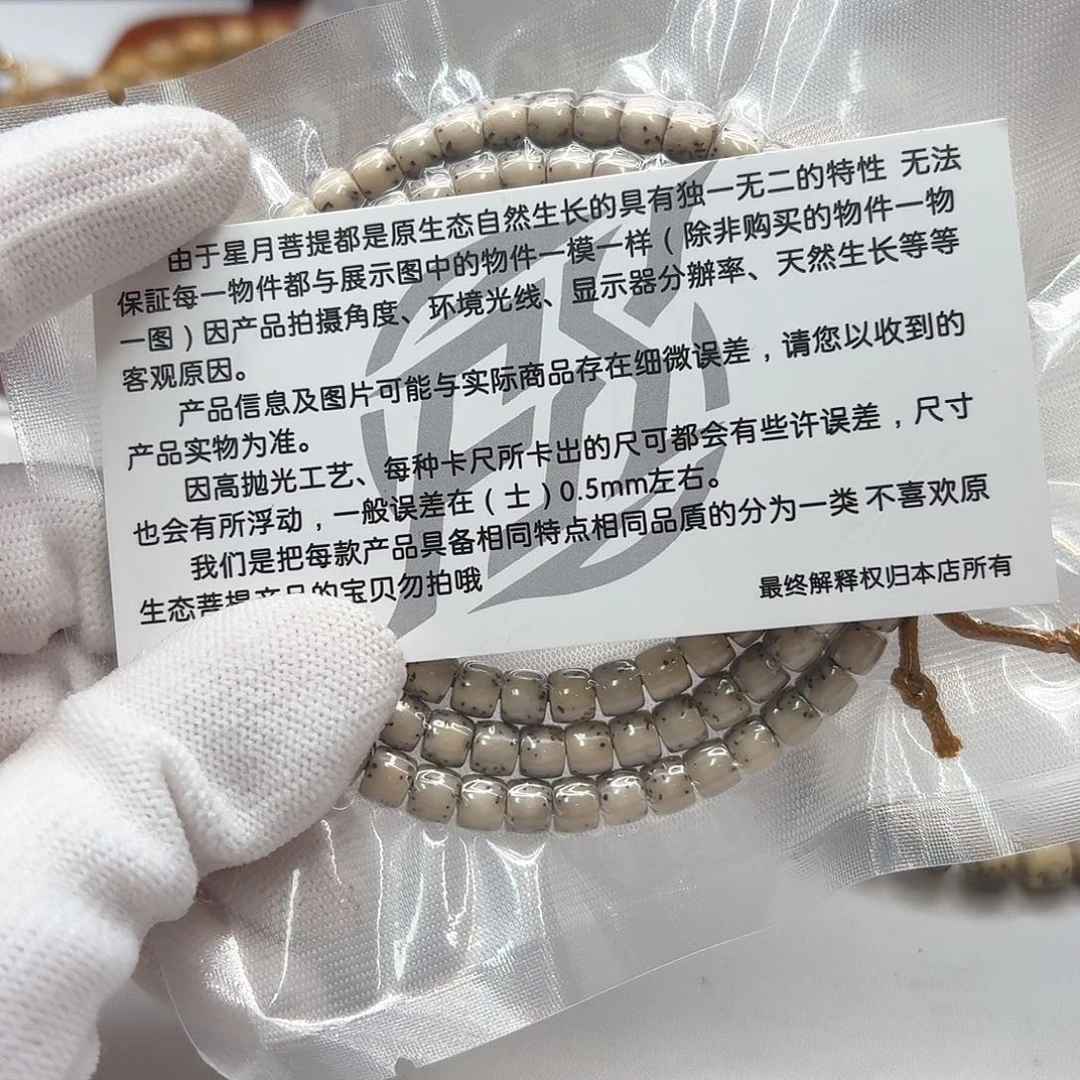 由于星月菩提都是原生态自然生长的具有独一无二的特性 无法
保証每一物件都与展示图中的物件一模一样（除非购买的物件一物
一图）因产品拍摄角度、环境光线、显示器分辦率、天然生长等等
客观原因。
产品信息及图片可能与实际商品存在细微误差，请您以收到的
产品实物为准。
因高抛光工艺、每种卡尺所卡出的尺可都会有些许误差，尺寸
也会有所浮动，一般误差在（士）0.5mm左右。
我们是把每款产品具备相同特点相同品質的分为一类 不喜欢原
生态菩提产品的宝贝勿拍哦
最终解释权归本店所有